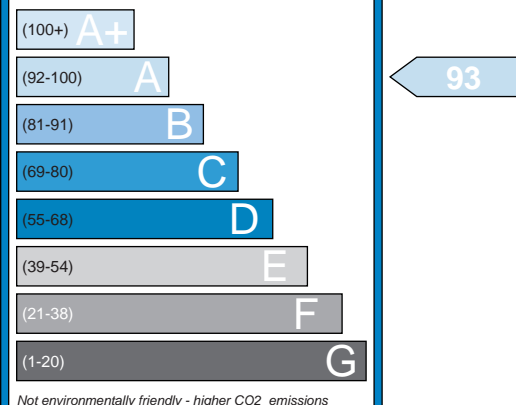 (100+) A+
(92-100) A 93
(81-91) B
(69-80) C
(55-68) D
(39-54) E
(21-38) F
(1-20) G
Not environmentally friendly - higher CO2 emissions